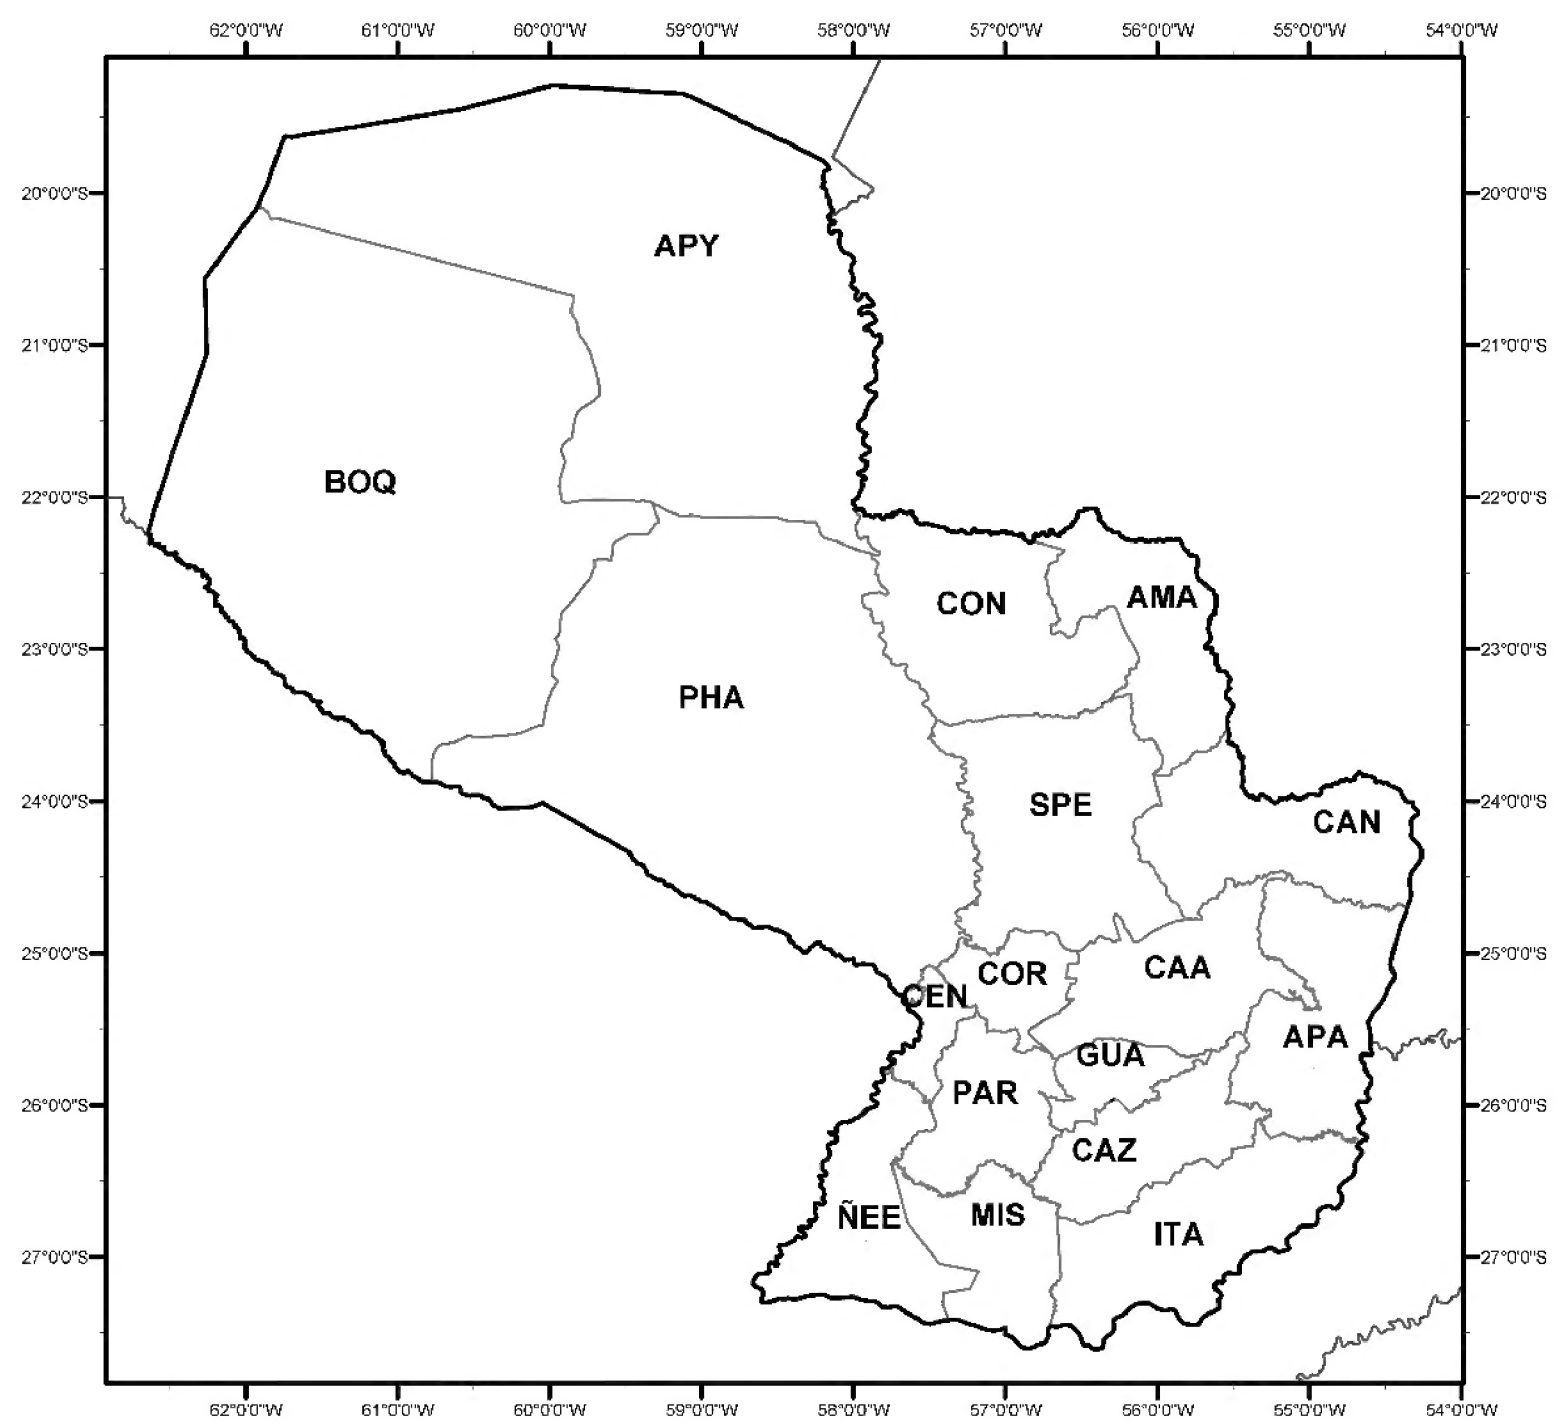 62°0'0"W 61°0'0"W 60°0'0"W 59°0'0"W 58°0'0"W 57°0'0"W 56°0'0"W 55°0'0"W 54°0'0"W
20°0'0"S 20°0'0"S
APY
21°0'0"S 21°0'0"S
BOQ
22°0'0"S 22°0'0"S
CON AMA
23°0'0"S 23°0'0"S
PHA
24°0'0"S SPE 24°0'0"S
CAN
25°0'0"S 25°0'0"S
COR CAA
CEN
APA
GUA
PAR
26°0'0"S 26°0'0"S
CAZ
ÑEE MIS
ITA
27°0'0"S 27°0'0"S
62°0'0"W 61°0'0"W 60°0'0"W 59°0'0"W 58°0'0"W 57°0'0"W 56°0'0"W 55°0'0"W 54°0'0"W